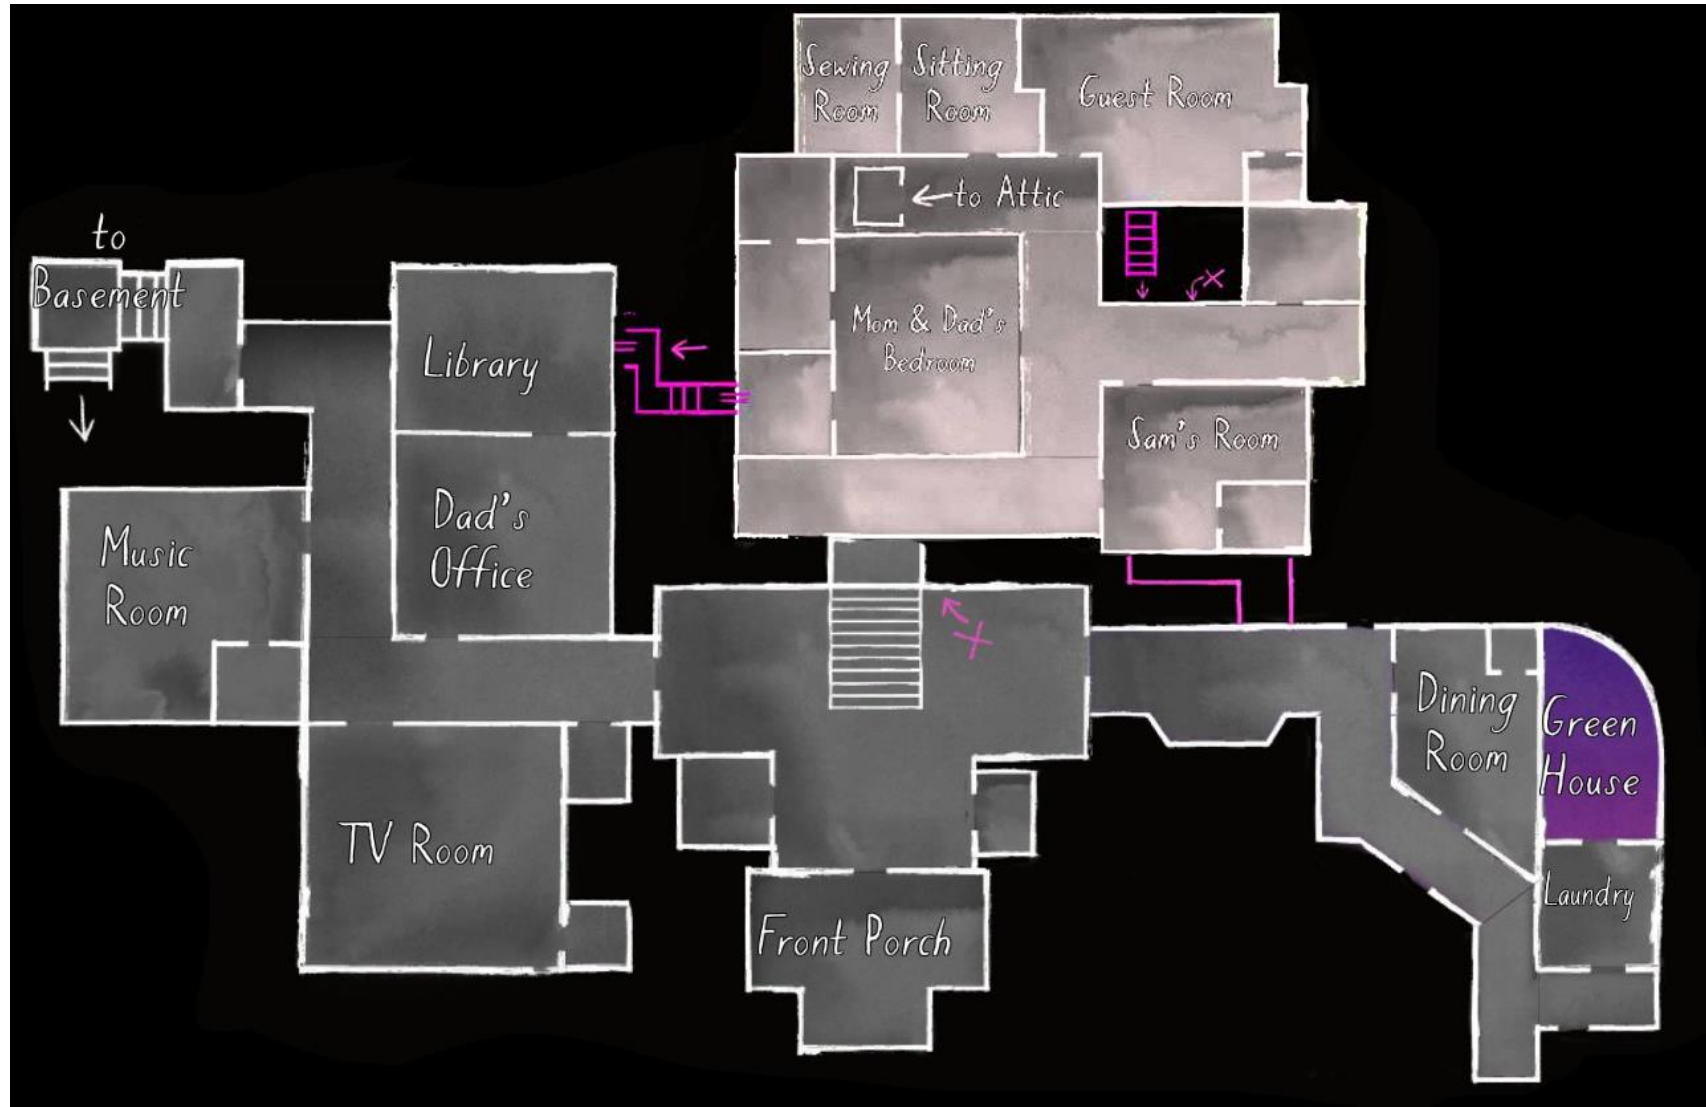 Sewing
Room
Sitting
Room
Guest Room
to Attic
Mom & Dad's
Bedroom
Sam's Room
to
Basement
Library
Dad's
Office
Music
Room
TV Room
Front Porch
Dining
Room
Green
House
Laundry
X
X